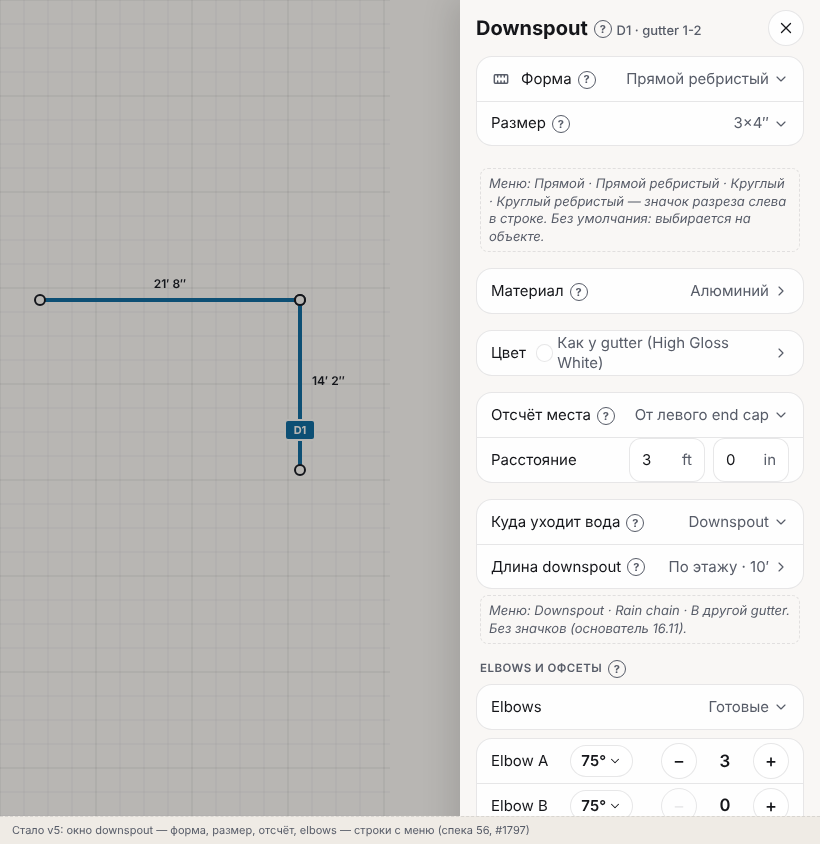 Downspout ? D1 · gutter 1-2
Форма ? Прямой ребристый
Размер ? 3×4″
Меню: Прямой · Прямой ребристый · Круглый
· Круглый ребристый — значок разреза слева
в строке. Без умолчания: выбирается на
объекте.
Материал ? Алюминий
Цвет Как у gutter (High Gloss
White)
Отсчёт места ? От левого end cap
Расстояние 3 ft 0 in
Куда уходит вода ? Downspout
Длина downspout ? По этажу · 10′
Меню: Downspout · Rain chain · В другой gutter.
Без значков (основатель 16.11).
ELBOWS И ОФСЕТЫ ?
Elbows Готовые
Elbow A 75° − 3 +
Elbow B 75° − 0 +
21′ 8″
14′ 2″
D1
Стало v5: окно downspout — форма, размер, отсчёт, elbows — строки с меню (спека 56, #1797)